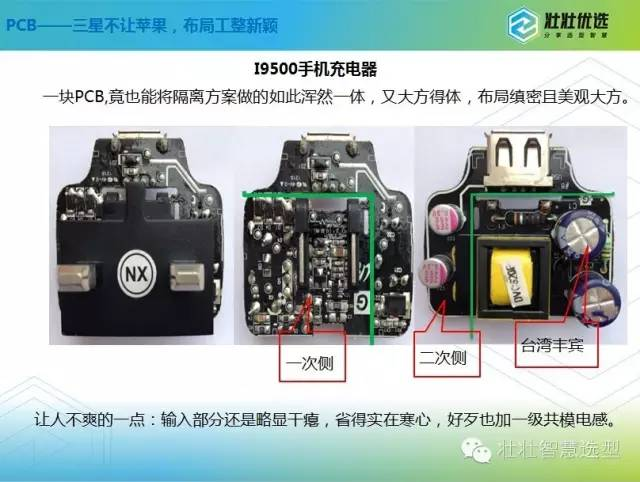 PCB——三星不让苹果，布局工整新颖
壮壮优选
分享选型智慧
I9500手机充电器
一块PCB,竟也能将隔离方案做的如此浑然一体，又大方得体，布局缜密且美观大方。
NX
G
DVC520F
一次侧
二次侧
台湾丰宾
让人不爽的一点：输入部分还是略显干瘪，省得实在寒心，好歹也加一级共模电感。
壮壮智慧选型